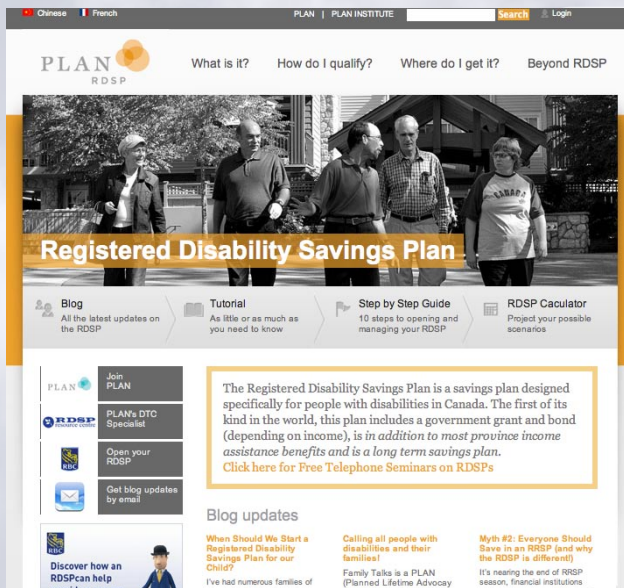 Chinese
French
PLAN | PLAN INSTITUTE
Search
Login
PLAN
RDSP
What is it?
How do I qualify?
Where do I get it?
Beyond RDSP
CANADA
Registered Disability Savings Plan
Blog
All the latest updates on
the RDSP
Tutorial
As little or as much as
you need to know
Step by Step Guide
10 steps to opening and
managing your RDSP
RDSP Caculator
Project your possible
scenarios
PLAN
Join
PLAN
RDSP
resource centre
PLAN's DTC
Specialist
RBC
Open your
RDSP
Get blog updates
by email
The Registered Disability Savings Plan is a savings plan designed
specifically for people with disabilities in Canada. The first of its
kind in the world, this plan includes a government grant and bond
(depending on income), is in addition to most province income
assistance benefits and is a long term savings plan.
Click here for Free Telephone Seminars on RDSPs
RBC
Discover how an
RDSPcan help
Blog updates
When Should We Start a
Registered Disability
Savings Plan for our
Child?
I've had numerous families of
Calling all people with
disabilities and their
families!
Family Talks is a PLAN
(Planned Lifetime Advocacy
Myth #2: Everyone Should
Save in an RRSP (and why
the RDSP is different!)
It's nearing the end of RRSP
season, financial institutions